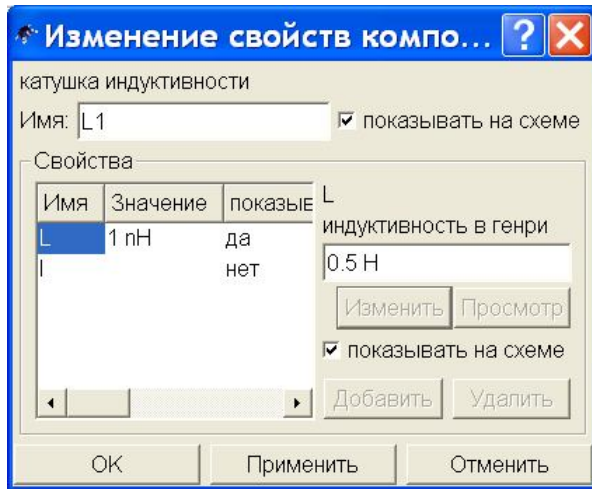 Изменение свойств компо...
катушка индуктивности
Имя: L1 показывать на схеме
Свойства
Имя Значение показыв
L
индуктивность в генри
L 1 nH да
I нет
0.5 H
Изменить Просмотр
показывать на схеме
Добавить Удалить
OK Применить Отменить